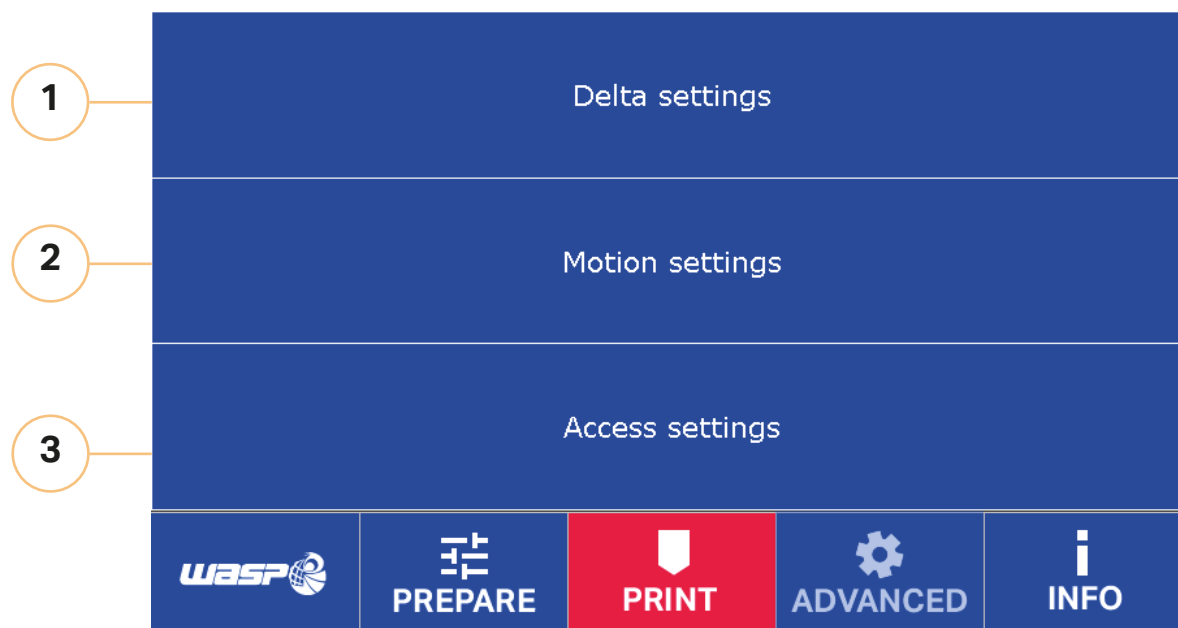 1
Delta settings
2
Motion settings
3
Access settings
wasp
PREPARE
PRINT
ADVANCED
INFO